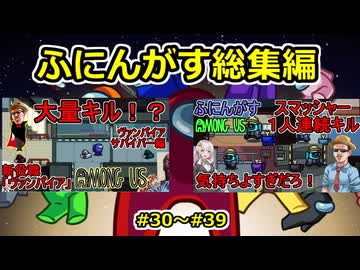 ふにんがす総集編
大量キル！？
ヴァンパイア
サバイバー編
新役職
「ヴァンパイア」
AMONG US
ふにんがす
AMONG US
スマッシャー
1人連続キル
気持ちよすぎだろ！
#30～#39